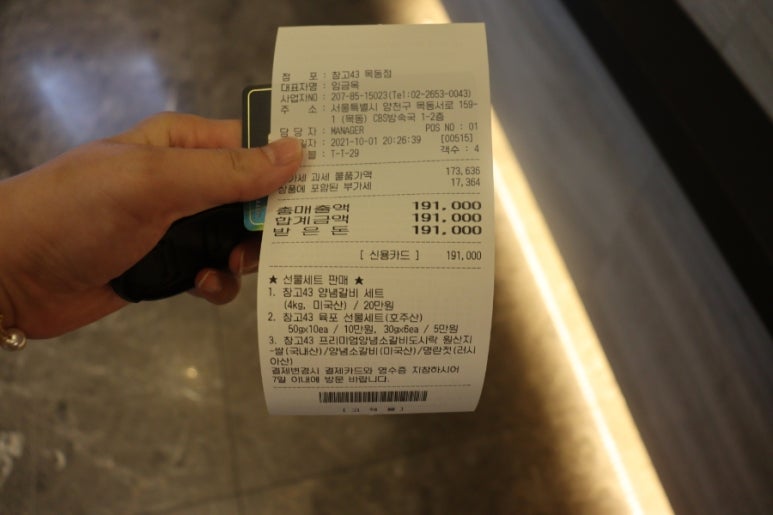 점 포 : 창고43 목동점
대표자명 : 임금옥
사업자NO : 207-85-15023(Tel:02-2653-0043)
주 소 : 서울특별시 양천구 목동서로 159-
1 (목동) CBS방송국 1-2층
담 당 자 : MANAGER POS NO : 01
일자 : 2021-10-01 20:26:39 [00515]
블 : T-T-29 객수 : 4
가세 과세 물품가액 173,636
상품에 포함된 부가세 17,364
총매출액 191,000
합계금액 191,000
받은돈 191,000
[ 신용카드 ] 191,000
★ 선물세트 판매 ★
1. 창고43 양념갈비 세트
(4kg, 미국산) / 20만원
2. 창고43 육포 선물세트(호주산)
50gx10ea / 10만원, 30gx6ea / 5만원
3. 창고43 프리미엄양념소갈비도시락 원산지
-쌀(국내산)/양념소갈비(미국산)/명란젓(러시
아산)
결제변경시 결제카드와 영수증 지참하시어
7일 이내에 방문 바랍니다.